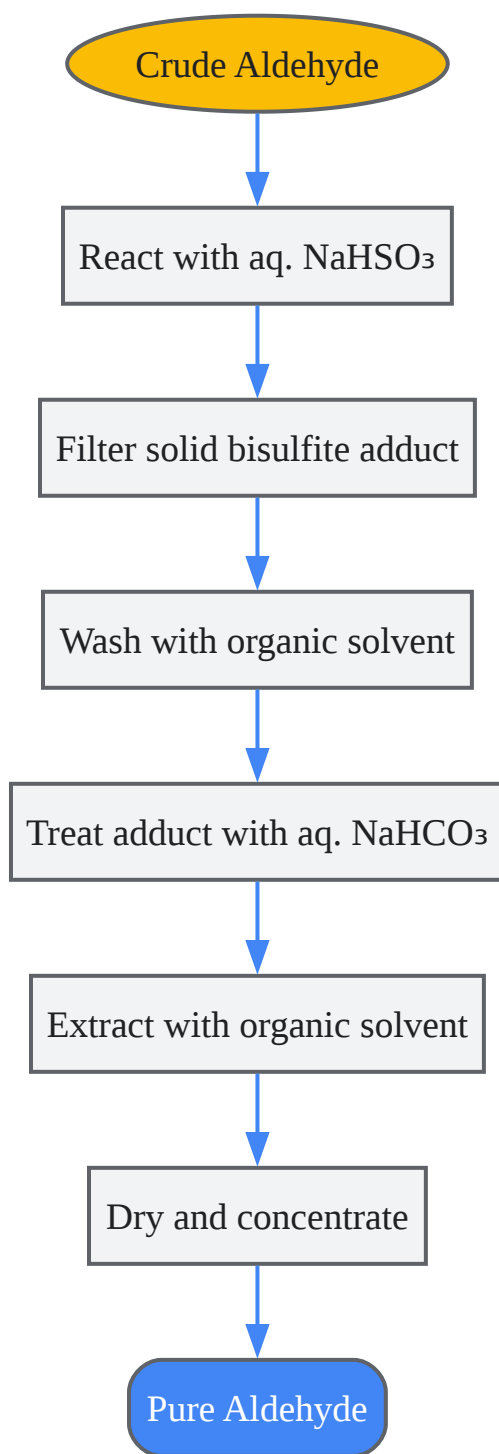 Crude Aldehyde
React with aq. NaHSO₃
Filter solid bisulfite adduct
Wash with organic solvent
Treat adduct with aq. NaHCO₃
Extract with organic solvent
Dry and concentrate
Pure Aldehyde